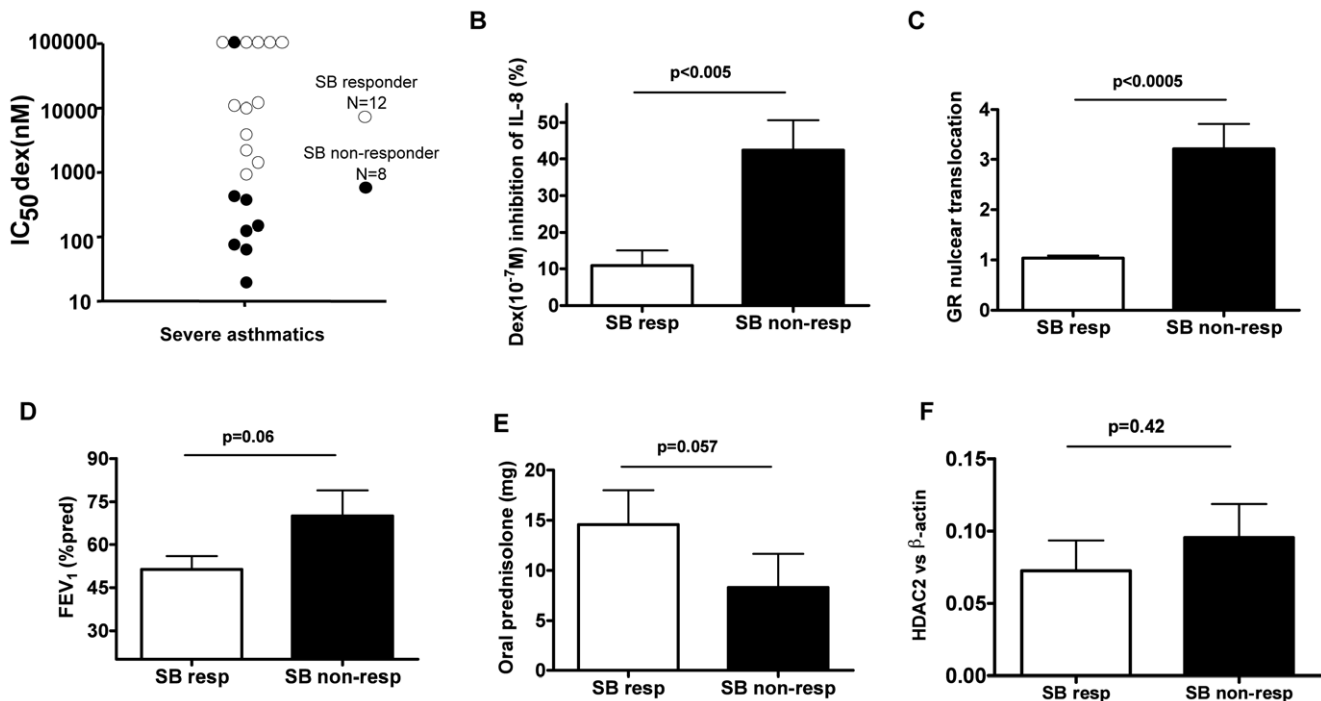 100000
10000
1000
100
10
IC50 dex(nM)
SB responder
N=12
SB non-responder
N=8
Severe asthmatics
B
p<0.005
Dex(10-7M) inhibition of IL-8 (%)
50
40
30
20
10
0
SB resp SB non-resp
C
p<0.0005
GR nulcear translocation
4
3
2
1
0
SB resp SB non-resp
D
p=0.06
FEV1 (%pred)
90
75
60
45
30
SB resp SB non-resp
E
p=0.057
Oral prednisolone (mg)
20
15
10
5
0
SB resp SB non-resp
F
p=0.42
HDAC2 vs β-actin
0.15
0.10
0.05
0.00
SB resp SB non-resp